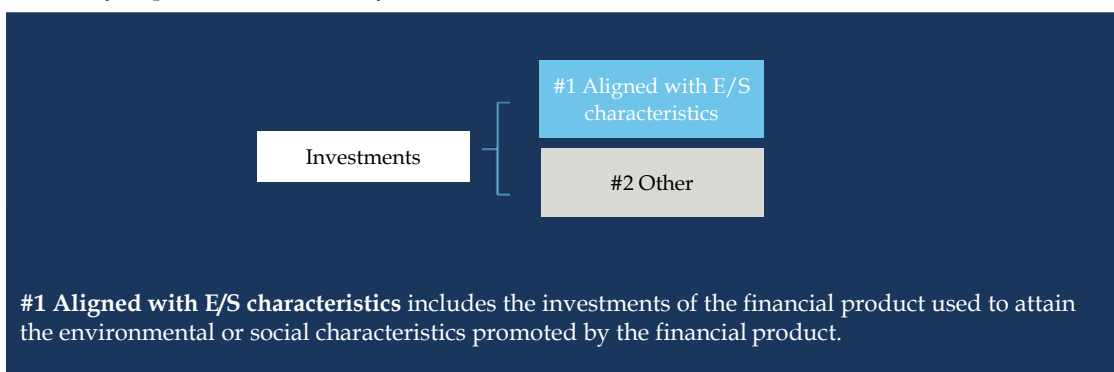 #1 Aligned with E/S
characteristics
Investments
#2 Other
#1 Aligned with E/S characteristics includes the investments of the financial product used to attain
the environmental or social characteristics promoted by the financial product.